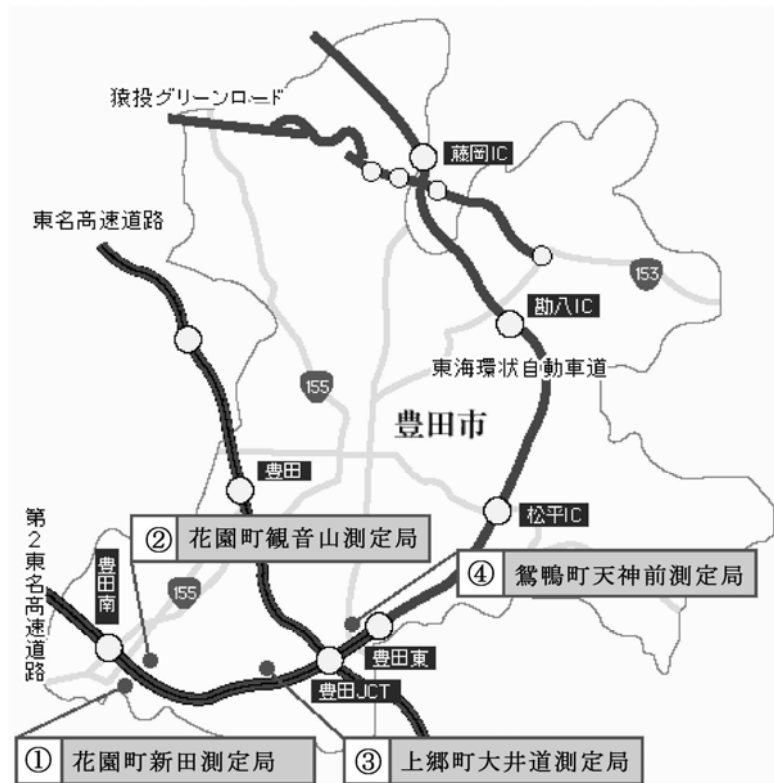 猿投グリーンロード
藤岡IC
東名高速道路
153
勘八IC
東海環状自動車道
155
豊田市
豊田
松平IC
第2東名高速道路
② 花園町観音山測定局
④ 鴛鴨町天神前測定局
豊田南
155
豊田東
豊田JCT
① 花園町新田測定局
③ 上郷町大井道測定局